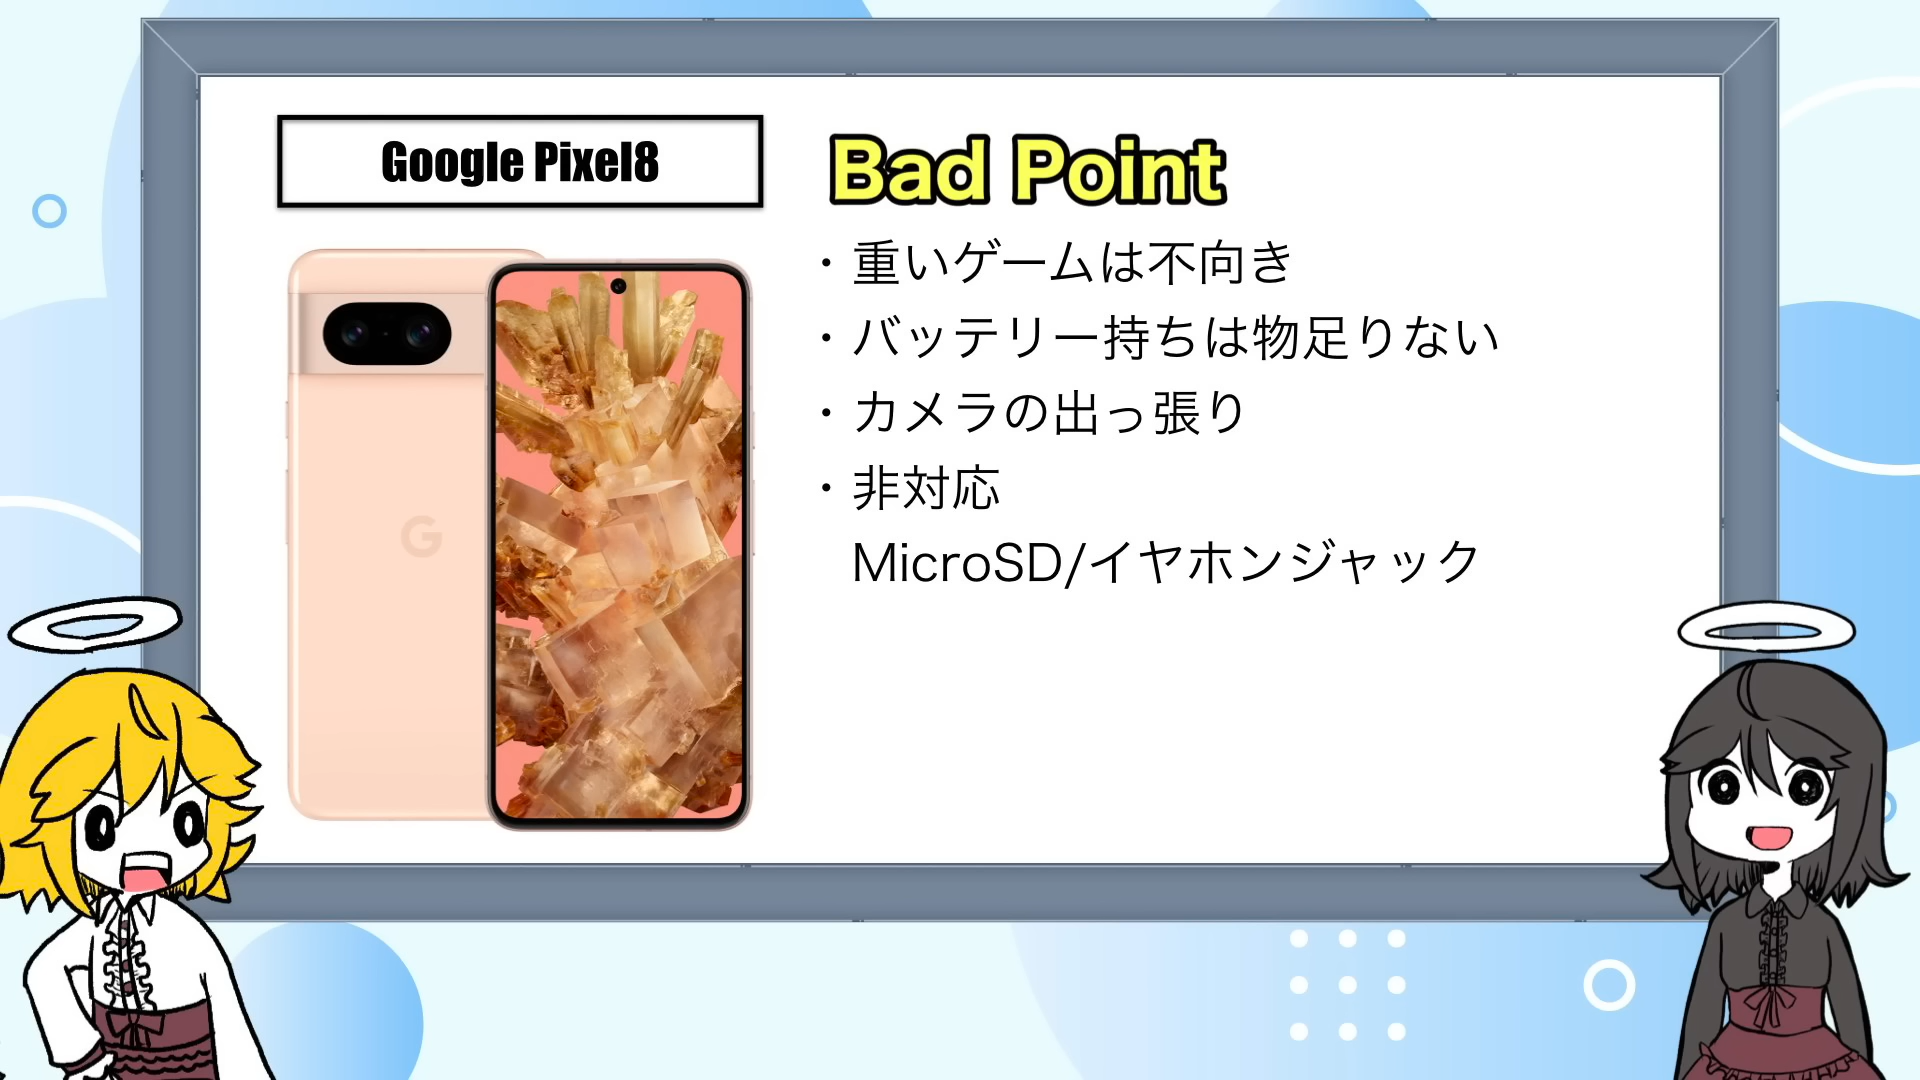 Google Pixel8
Bad Point
・重いゲームは不向き
・バッテリー持ちは物足りない
・カメラの出っ張り
・非対応
MicroSD/イヤホンジャック
G